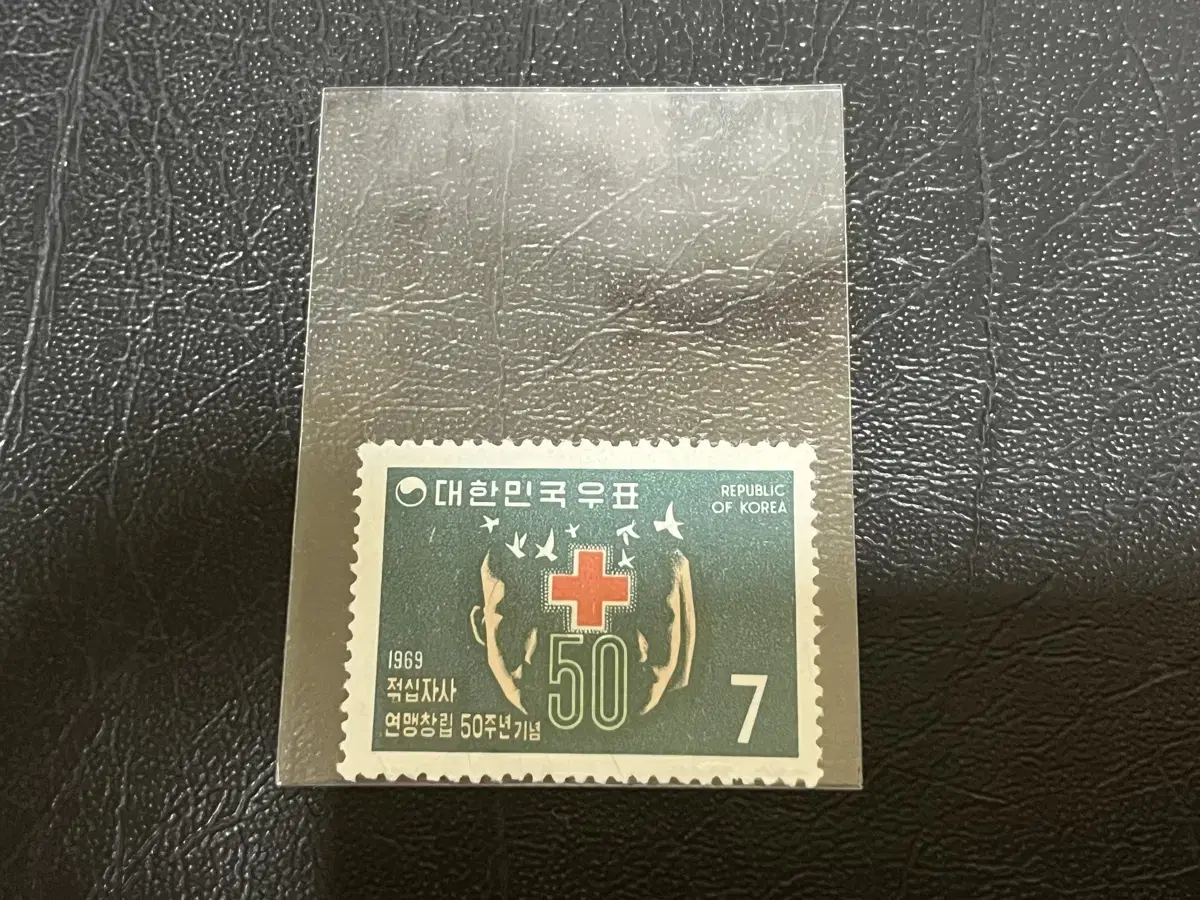 대한민국우표
REPUBLIC
OF KOREA
50
1969
적십자사
연맹창립 50주년기념
7